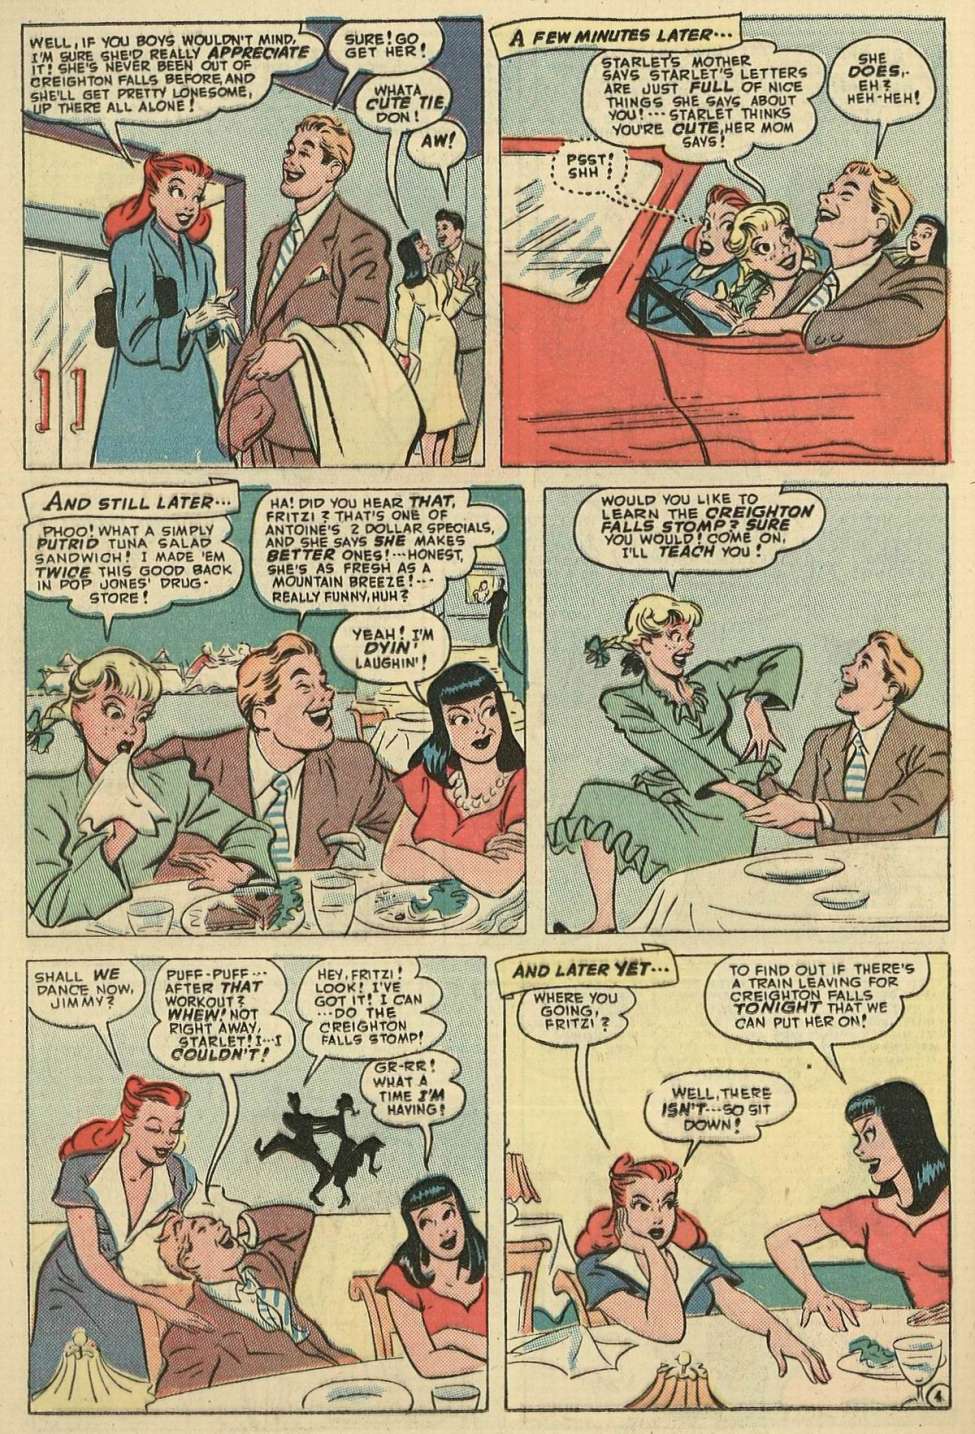 WELL, IF YOU BOYS WOULDN'T MIND,
I'M SURE SHE'D REALLY APPRECIATE
IT! SHE'S NEVER BEEN OUT OF
CREIGHTON FALLS BEFORE, AND
SHE'LL GET PRETTY LONESOME,
UP THERE ALL ALONE!
SURE! GO
GET HER!
WHATA
CUTE TIE,
DON!
AW!
A FEW MINUTES LATER...
STARLET'S MOTHER
SAYS STARLET'S LETTERS
ARE JUST FULL OF NICE
THINGS SHE SAYS ABOUT
YOU!...STARLET THINKS
YOU'RE CUTE, HER MOM
SAYS!
SHE
DOES,
EH?
HEH-HEH!
PSST!
SHH!
AND STILL LATER...
PHOO! WHAT A SIMPLY
PUTRID TUNA SALAD
SANDWICH! I MADE 'EM
TWICE THIS GOOD BACK
IN POP JONES' DRUG-
STORE!
HA! DID YOU HEAR THAT,
FRITZI? THAT'S ONE OF
ANTOINE'S 2 DOLLAR SPECIALS,
AND SHE SAYS SHE MAKES
BETTER ONES!...HONEST,
SHE'S AS FRESH AS A
MOUNTAIN BREEZE!...
REALLY FUNNY, HUH?
YEAH! I'M
DYIN'
LAUGHIN'!
WOULD YOU LIKE TO
LEARN THE CREIGHTON
FALLS STOMP? SURE
YOU WOULD! COME ON,
I'LL TEACH YOU!
SHALL WE
DANCE NOW,
JIMMY?
PUFF-PUFF...
AFTER THAT
WORKOUT?
WHEW! NOT
RIGHT AWAY,
STARLET! I...I
COULDN'T!
HEY, FRITZI!
LOOK! I'VE
GOT IT! I CAN
...DO THE
CREIGHTON
FALLS STOMP!
GR-RR!
WHAT A
TIME I'M
HAVING!
AND LATER YET...
WHERE YOU
GOING,
FRITZI?
TO FIND OUT IF THERE'S
A TRAIN LEAVING FOR
CREIGHTON FALLS
TONIGHT THAT WE
CAN PUT HER ON!
WELL, THERE
ISN'T...SO SIT
DOWN!
4